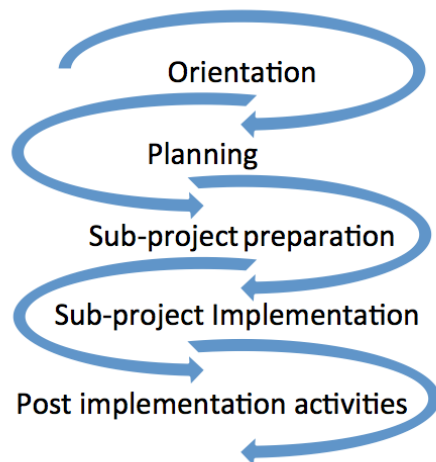 Orientation
Planning
Sub-project preparation
Sub-project Implementation
Post implementation activities